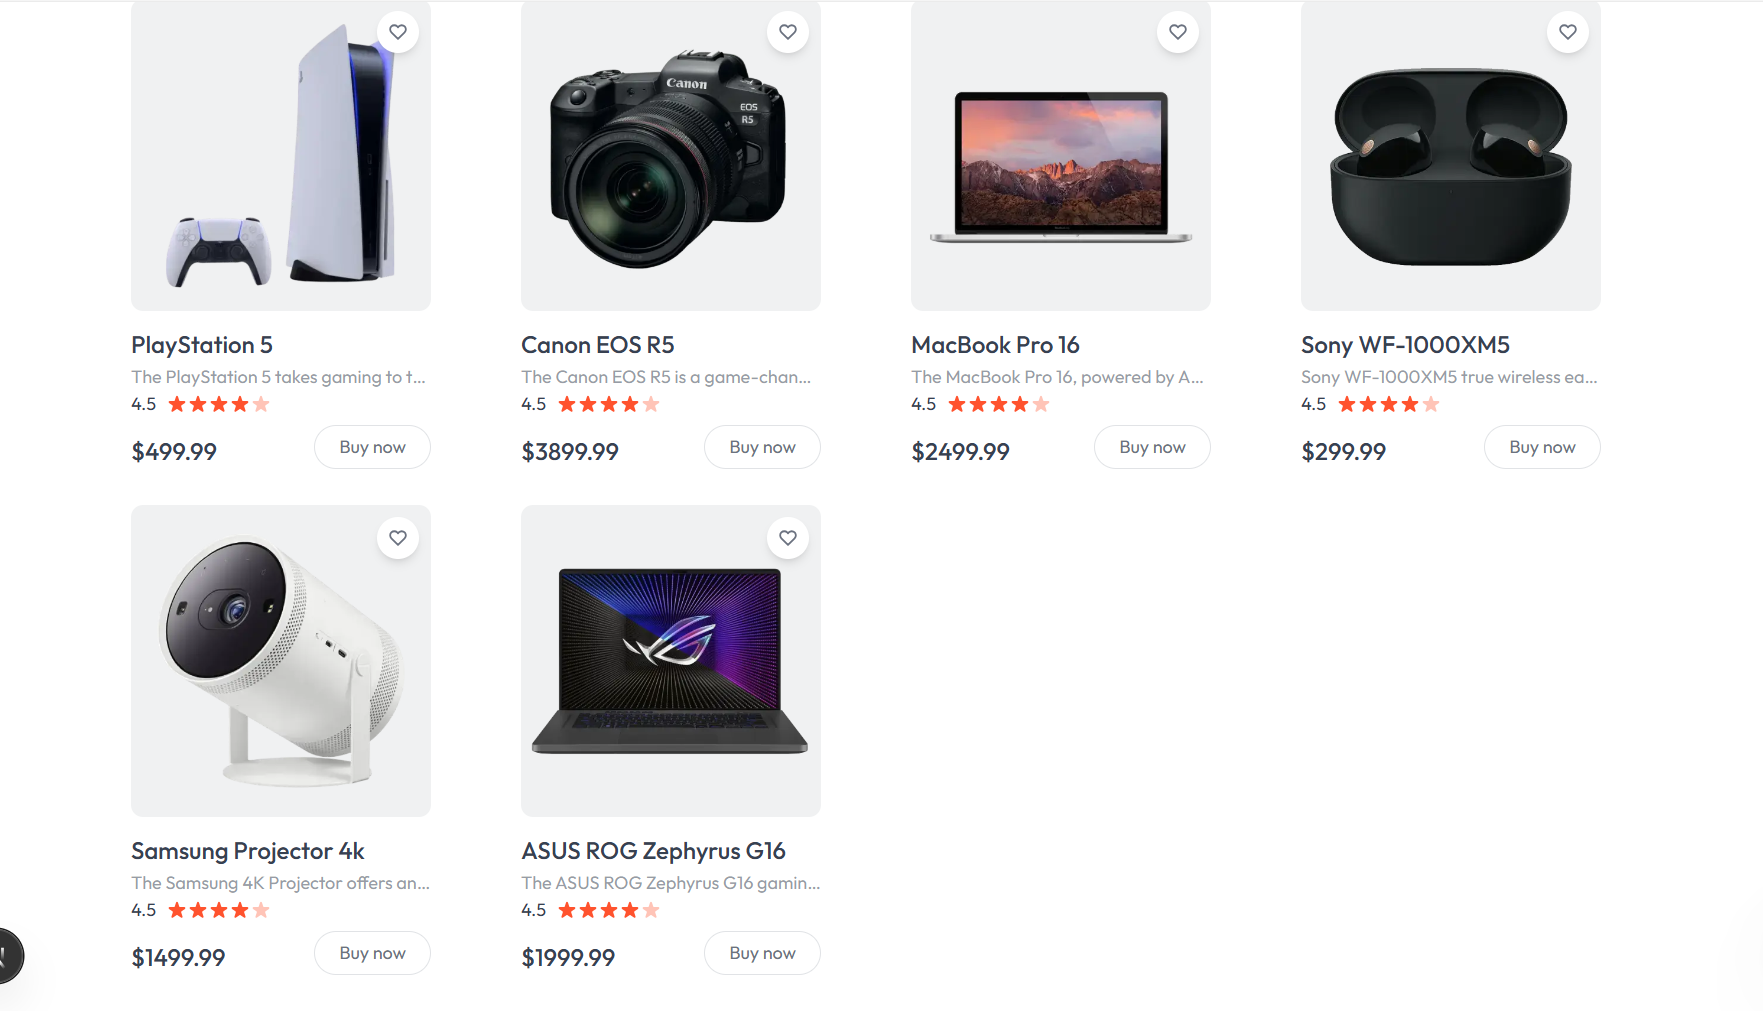 Canon
EOS
R5
PlayStation 5
The PlayStation 5 takes gaming to t...
4.5
$499.99
Buy now
Canon EOS R5
The Canon EOS R5 is a game-chan...
4.5
$3899.99
Buy now
MacBook Pro 16
The MacBook Pro 16, powered by A...
4.5
$2499.99
Buy now
Sony WF-1000XM5
Sony WF-1000XM5 true wireless ea...
4.5
$299.99
Buy now
Samsung Projector 4k
The Samsung 4K Projector offers an...
4.5
$1499.99
Buy now
ASUS ROG Zephyrus G16
The ASUS ROG Zephyrus G16 gamin...
4.5
$1999.99
Buy now